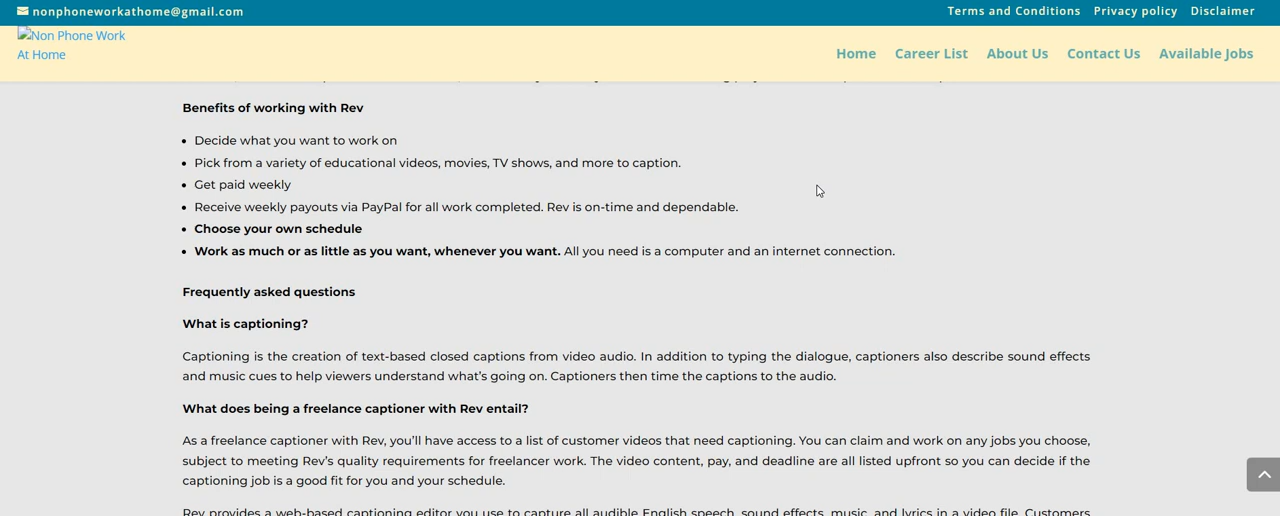 nonphoneworkathome@gmail.com
Terms and Conditions Privacy policy Disclaimer
Non Phone Work
At Home
Home Career List About Us Contact Us Available Jobs
Benefits of working with Rev
• Decide what you want to work on
• Pick from a variety of educational videos, movies, TV shows, and more to caption.
• Get paid weekly
• Receive weekly payouts via PayPal for all work completed. Rev is on-time and dependable.
• Choose your own schedule
• Work as much or as little as you want, whenever you want. All you need is a computer and an internet connection.
Frequently asked questions
What is captioning?
Captioning is the creation of text-based closed captions from video audio. In addition to typing the dialogue, captioners also describe sound effects
and music cues to help viewers understand what’s going on. Captioners then time the captions to the audio.
What does being a freelance captioner with Rev entail?
As a freelance captioner with Rev, you’ll have access to a list of customer videos that need captioning. You can claim and work on any jobs you choose,
subject to meeting Rev’s quality requirements for freelancer work. The video content, pay, and deadline are all listed upfront so you can decide if the
captioning job is a good fit for you and your schedule.
Rev provides a web-based captioning editor you use to capture all audible English speech, sound effects, music, and lyrics in a video file. Customers